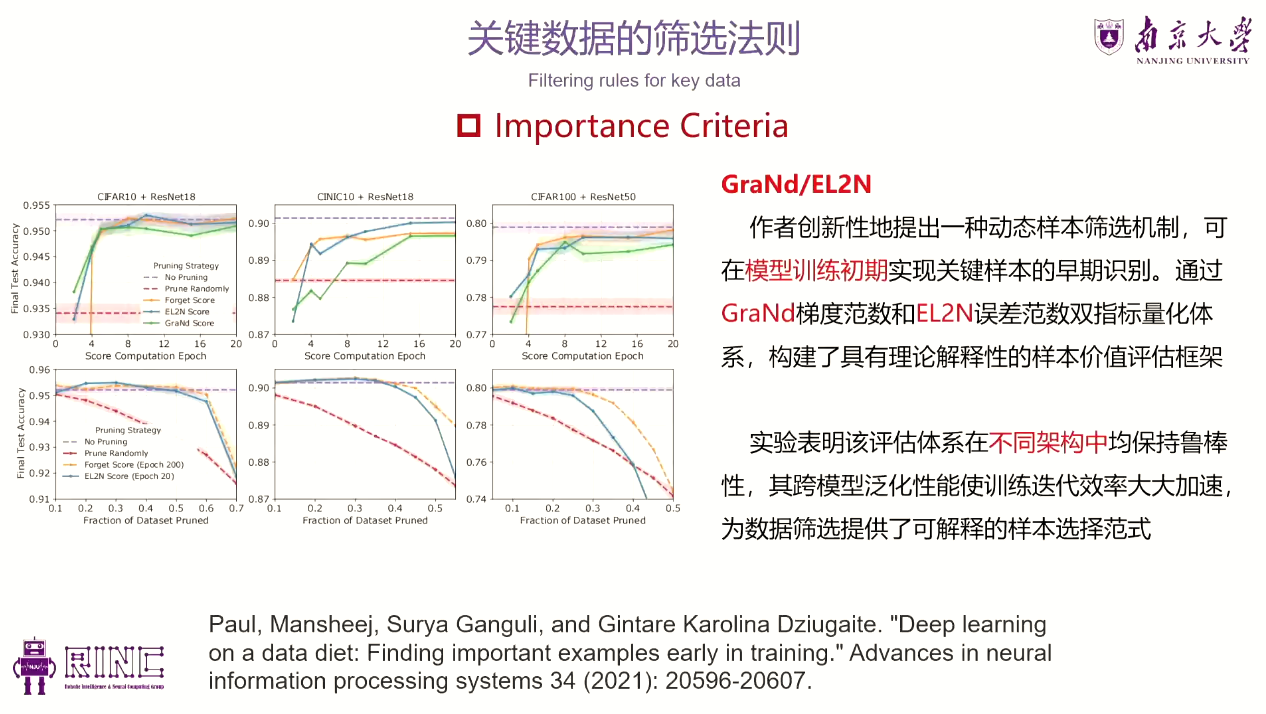 关键数据的筛选法则
Filtering rules for key data
南京大学
NANJING UNIVERSITY
Importance Criteria
CIFAR10 + ResNet18
CINIC10 + ResNet18
CIFAR100 + ResNet50
Final Test Accuracy
0.955
0.950
0.945
0.940
0.935
0.930
Pruning Strategy
No Pruning
Prune Randomly
Forget Score
EL2N Score
GraNd Score
0 4 8 12 16 20
Score Computation Epoch
0.90
0.89
0.88
0.87
0 4 8 12 16 20
Score Computation Epoch
0.80
0.79
0.78
0.77
0 4 8 12 16 20
Score Computation Epoch
Final Test Accuracy
0.96
0.95
0.94
0.93
0.92
0.91
Pruning Strategy
No Pruning
Prune Randomly
Forget Score (Epoch 200)
EL2N Score (Epoch 20)
0.1 0.2 0.3 0.4 0.5 0.6 0.7
Fraction of Dataset Pruned
0.90
0.89
0.88
0.87
0.1 0.2 0.3 0.4 0.5
Fraction of Dataset Pruned
0.80
0.78
0.76
0.74
0.1 0.2 0.3 0.4 0.5
Fraction of Dataset Pruned
GraNd/EL2N
作者创新性地提出一种动态样本筛选机制，可
在模型训练初期实现关键样本的早期识别。通过
GraNd梯度范数和EL2N误差范数双指标量化体
系，构建了具有理论解释性的样本价值评估框架
实验表明该评估体系在不同架构中均保持鲁棒
性，其跨模型泛化性能使训练迭代效率大大加速，
为数据筛选提供了可解释的样本选择范式
NJU
RINC
Robotic Intelligence & Neural Computing Group
Paul, Mansheej, Surya Ganguli, and Gintare Karolina Dziugaite. "Deep learning
on a data diet: Finding important examples early in training." Advances in neural
information processing systems 34 (2021): 20596-20607.